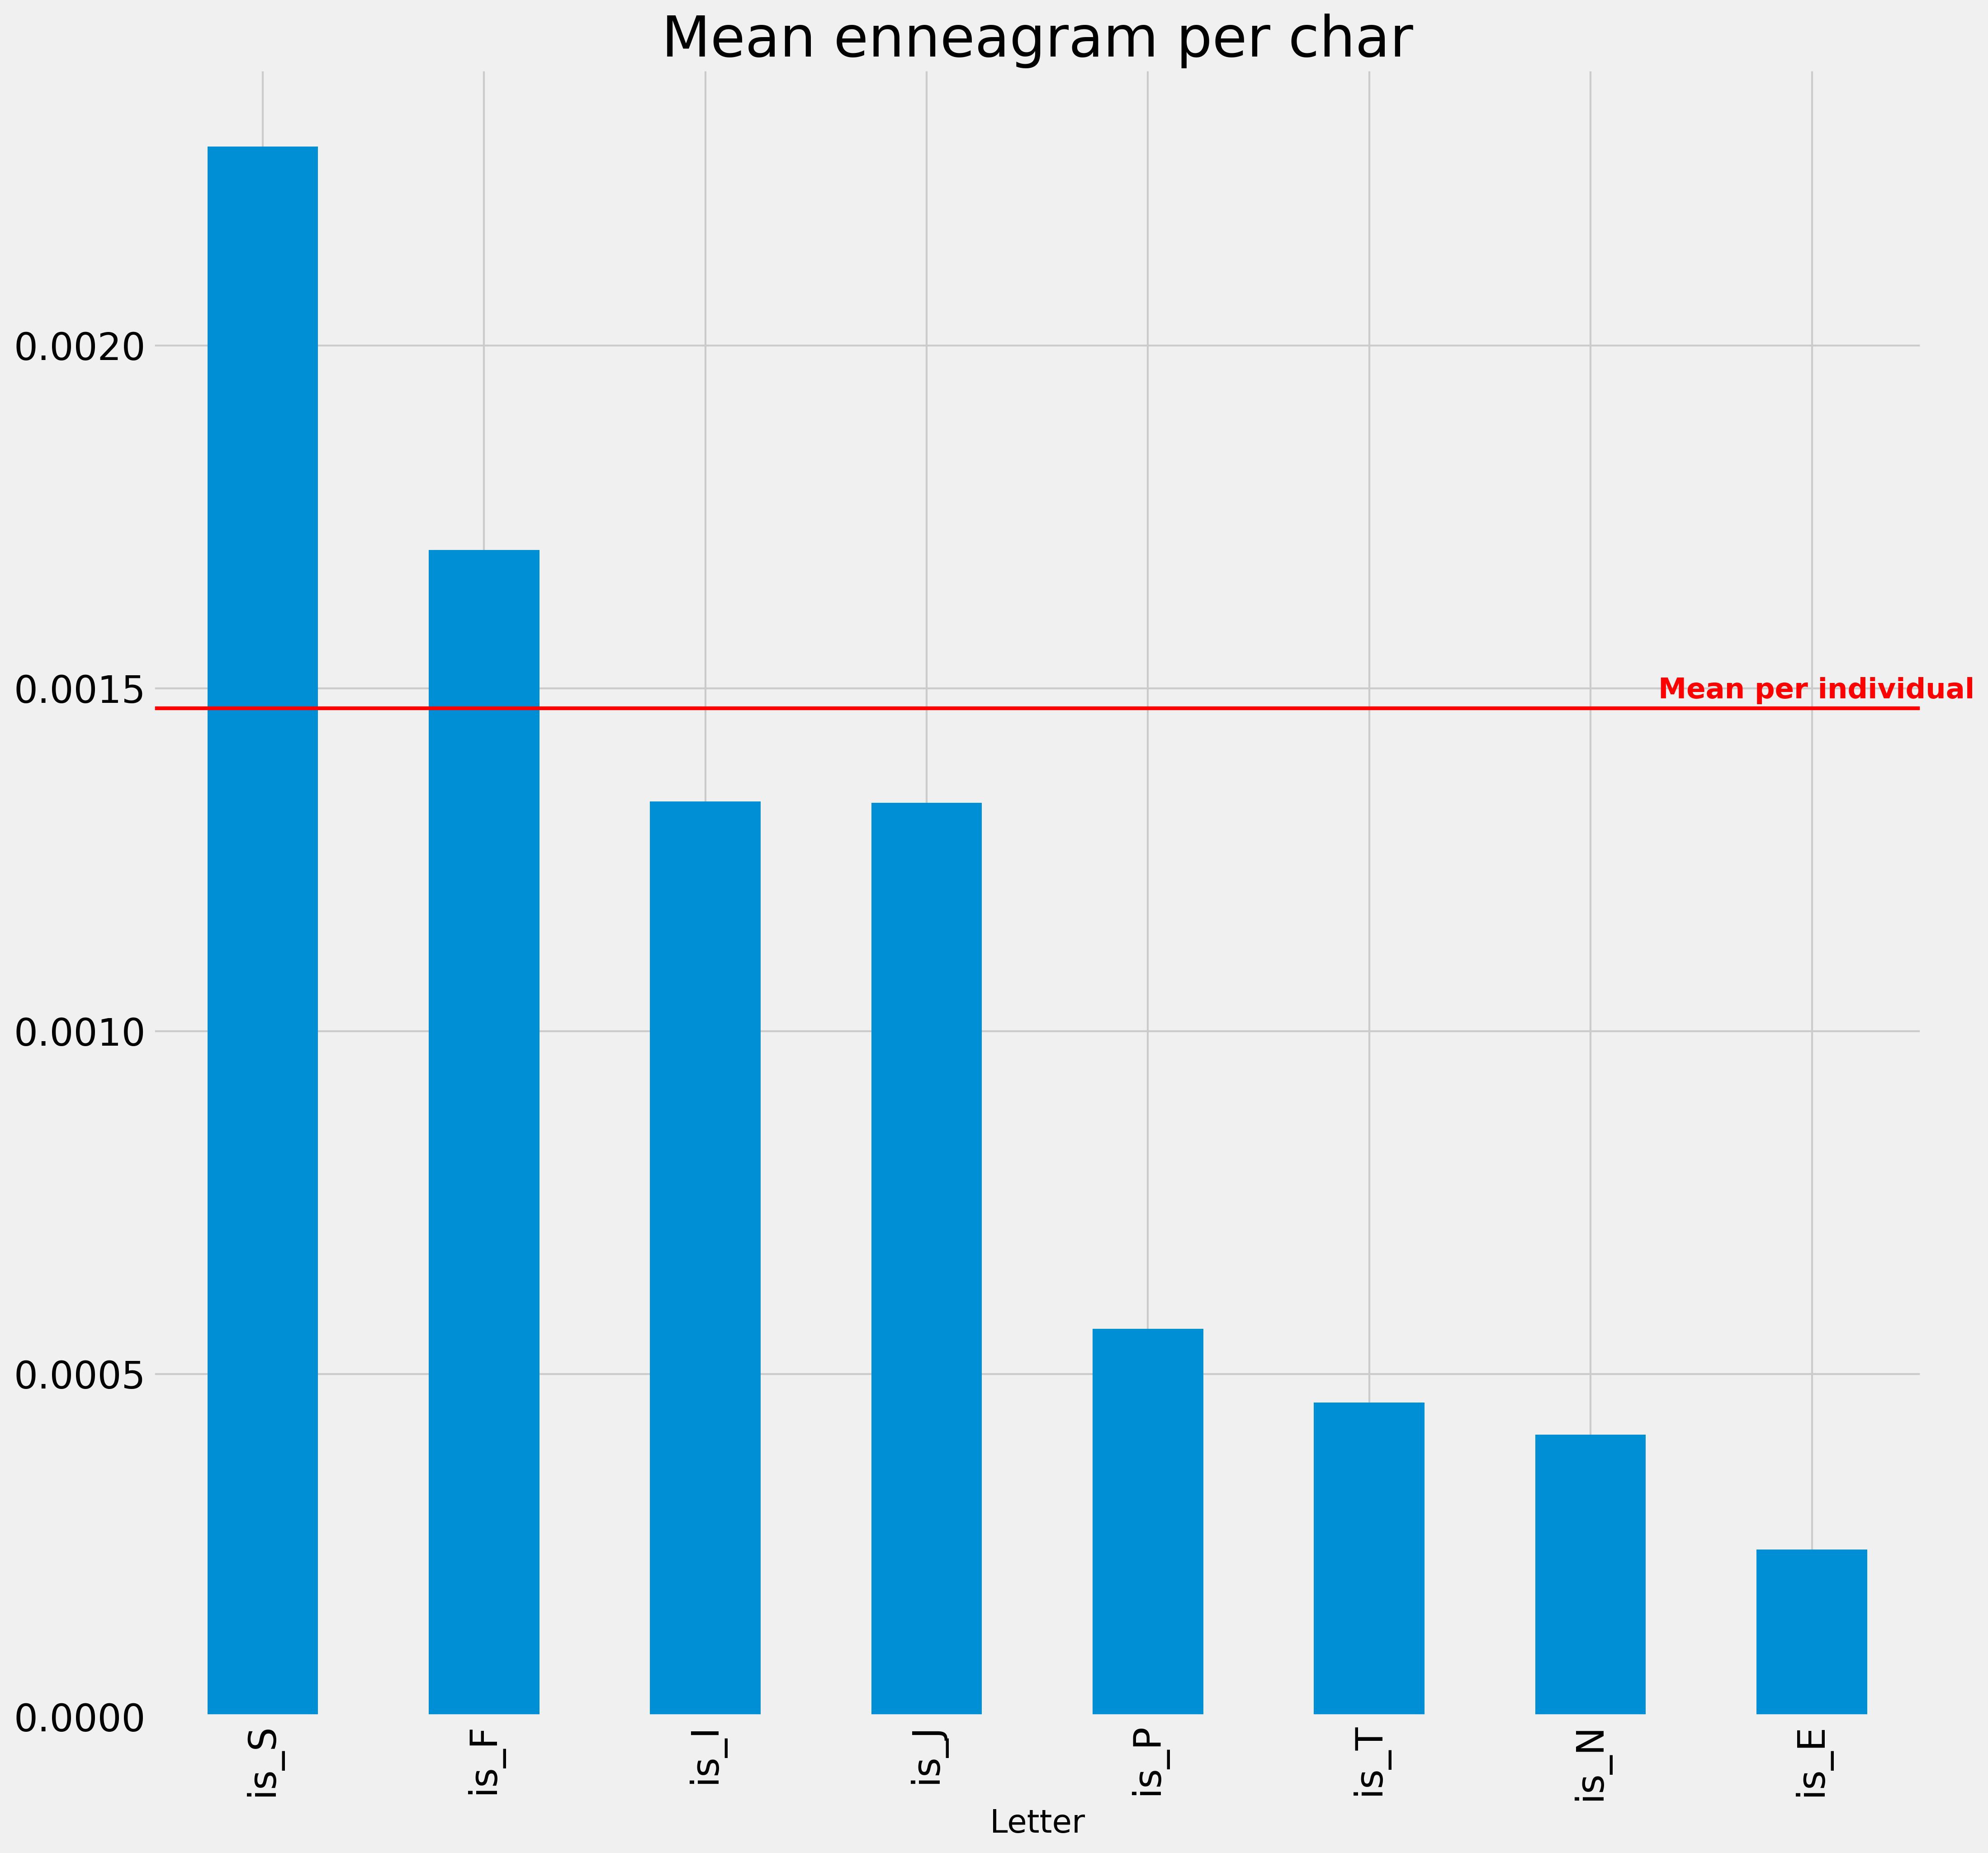 Mean enneagram per char
0.0020
0.0015
Mean per individual
0.0010
0.0005
0.0000
is_S
is_F
is_I
is_J
is_P
is_T
is_N
is_E
Letter